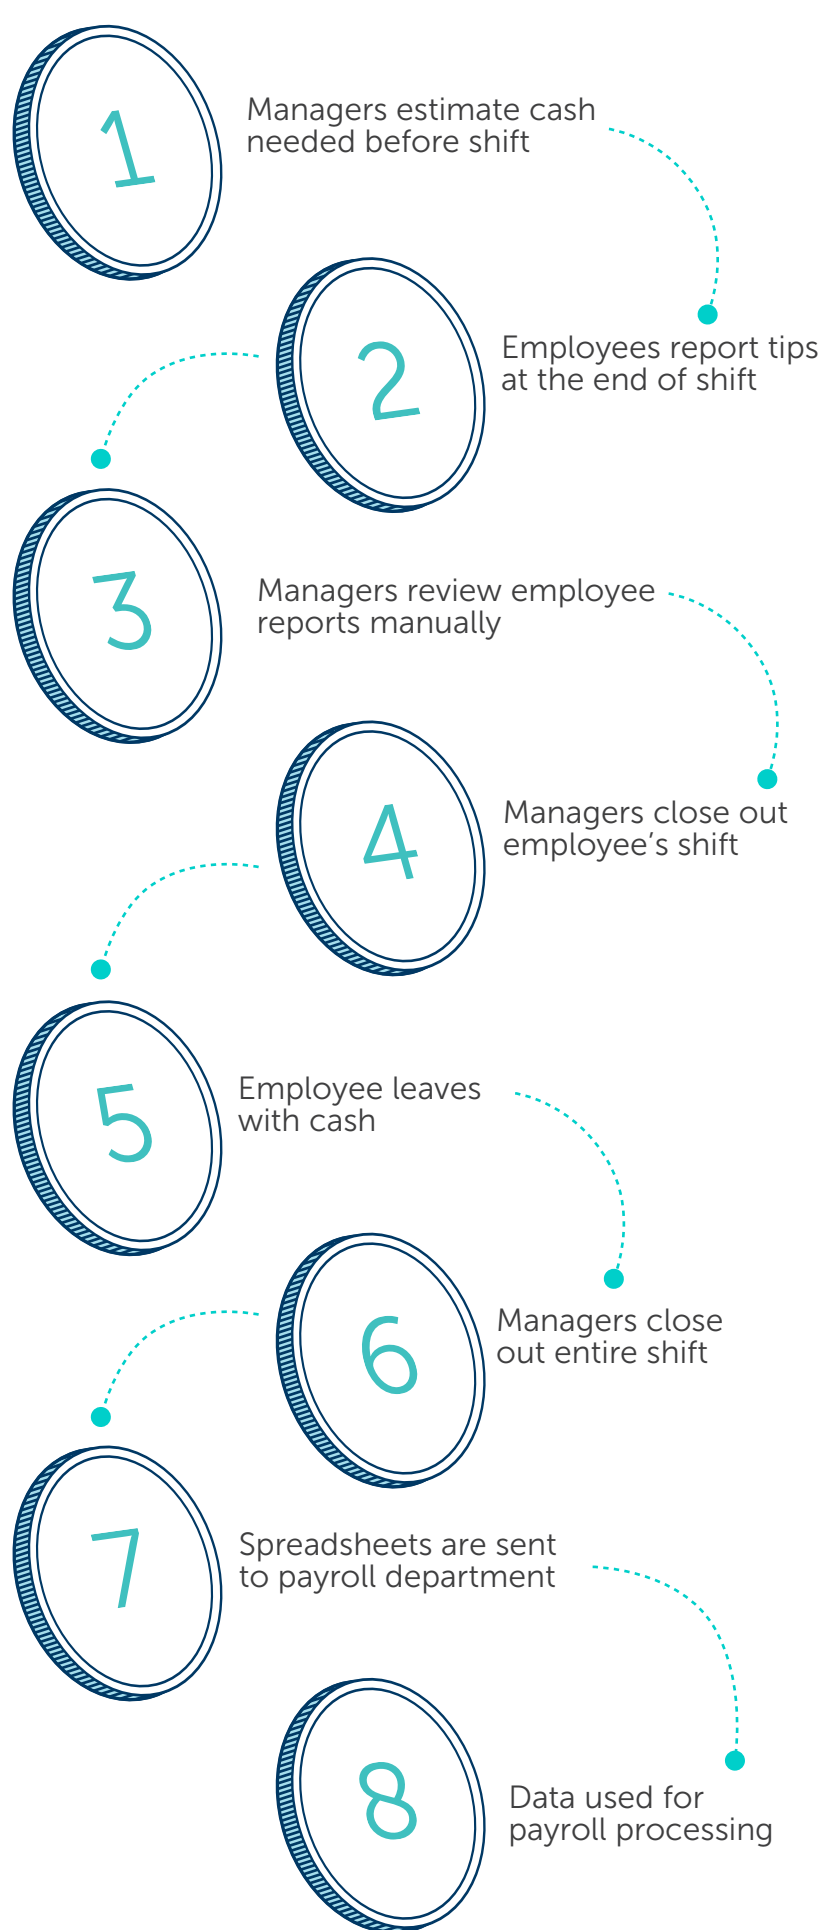 1
Managers estimate cash
needed before shift
2
Employees report tips
at the end of shift
3
Managers review employee
reports manually
4
Managers close out
employee’s shift
5
Employee leaves
with cash
6
Managers close
out entire shift
7
Spreadsheets are sent
to payroll department
8
Data used for
payroll processing